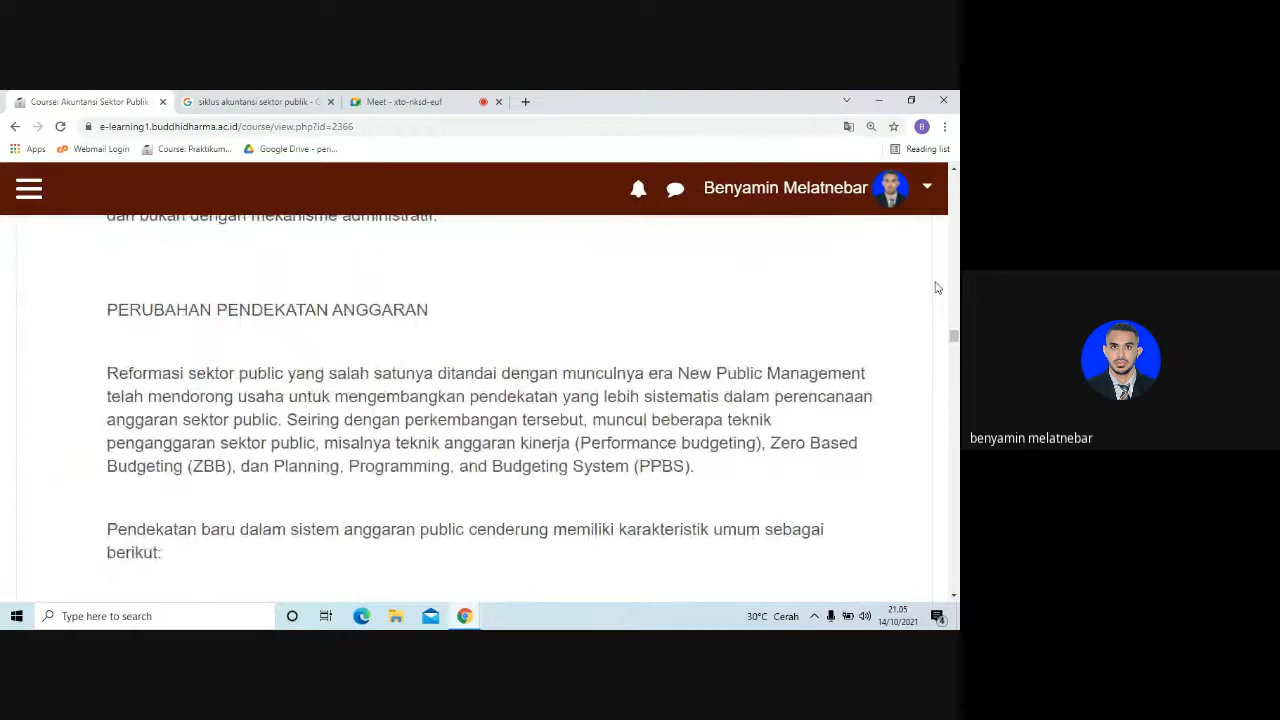 Course: Akuntansi Sektor Publik
siklus akuntansi sektor publik - G
Meet - xto-nksd-euf
e-learning1.buddhidharma.ac.id/course/view.php?id=2366
B
Apps
Webmail Login
Course: Praktikum...
Google Drive - peri...
Reading list
Benyamin Melatnebar
dan bukan dengan mekanisme administratif.
PERUBAHAN PENDEKATAN ANGGARAN
Reformasi sektor public yang salah satunya ditandai dengan munculnya era New Public Management
telah mendorong usaha untuk mengembangkan pendekatan yang lebih sistematis dalam perencanaan
anggaran sektor public. Seiring dengan perkembangan tersebut, muncul beberapa teknik
penganggaran sektor public, misalnya teknik anggaran kinerja (Performance budgeting), Zero Based
Budgeting (ZBB), dan Planning, Programming, and Budgeting System (PPBS).
Pendekatan baru dalam sistem anggaran public cenderung memiliki karakteristik umum sebagai
berikut:
benyamin melatnebar
Type here to search
30°C Cerah
21.05
14/10/2021
4